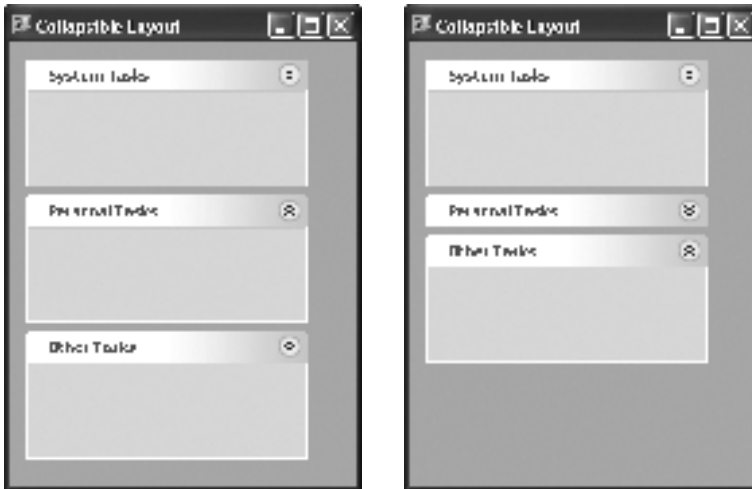 Collapsible Layout
System Tasks
Personal Tasks
Other Tasks
Collapsible Layout
System Tasks
Personal Tasks
Other Tasks